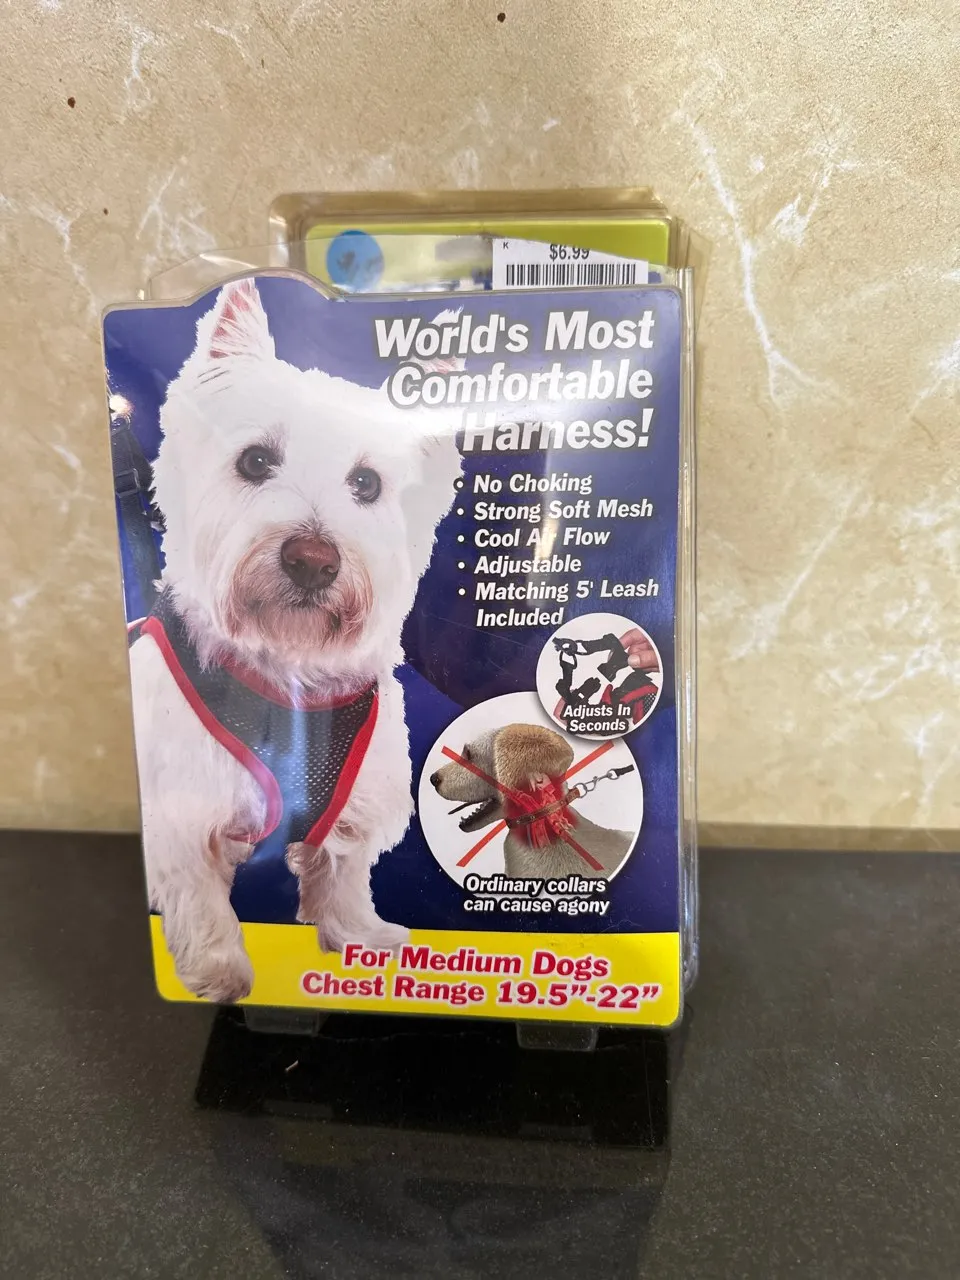 K
$6.99
World's Most
Comfortable
Harness!
• No Choking
• Strong Soft Mesh
• Cool Air Flow
• Adjustable
• Matching 5' Leash
Included
Adjusts In
Seconds
Ordinary collars
can cause agony
For Medium Dogs
Chest Range 19.5”-22”